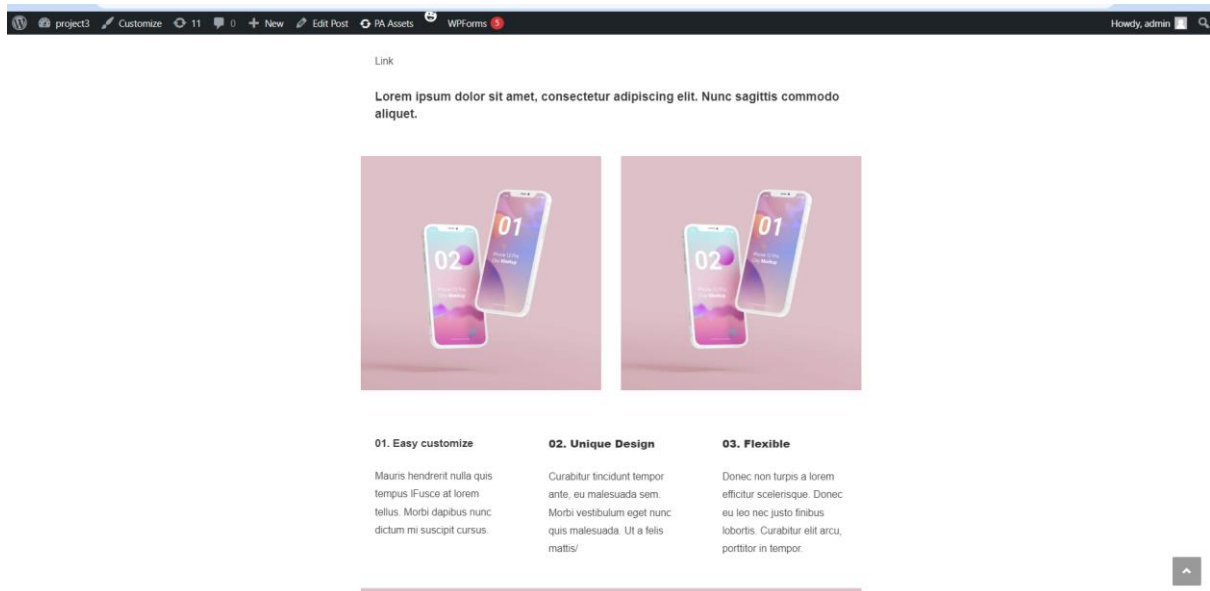 project3 Customize 11 0 New Edit Post PA Assets WPForms 5 Howdy, admin
Link
Lorem ipsum dolor sit amet, consectetur adipiscing elit. Nunc sagittis commodo
aliquet.
01
02
01
02
01. Easy customize
Mauris hendrerit nulla quis
tempus IFusce at lorem
tellus. Morbi dapibus nunc
dictum mi suscipit cursus.
02. Unique Design
Curabitur tincidunt tempor
ante, eu malesuada sem.
Morbi vestibulum eget nunc
quis malesuada. Ut a felis
mattis/
03. Flexible
Donec non turpis a lorem
efficitur scelerisque. Donec
eu leo nec justo finibus
lobortis. Curabitur elit arcu,
porttitor in tempor.